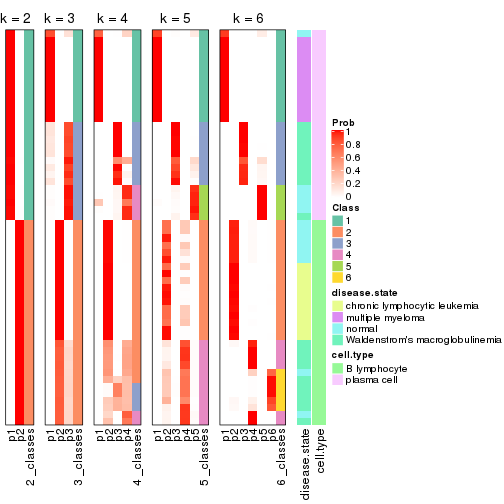 k = 2 k = 3 k = 4 k = 5 k = 6
Prob
1
0.8
0.6
0.4
0.2
0
Class
1
2
3
4
5
6
disease.state
chronic lymphocytic leukemia
multiple myeloma
normal
Waldenstrom's macroglobulinemia
cell.type
B lymphocyte
plasma cell
p1
p2
2_classes
p1
p2
p3
3_classes
p1
p2
p3
p4
4_classes
p1
p2
p3
p4
p5
5_classes
p1
p2
p3
p4
p5
p6
6_classes
disease.state
cell.type